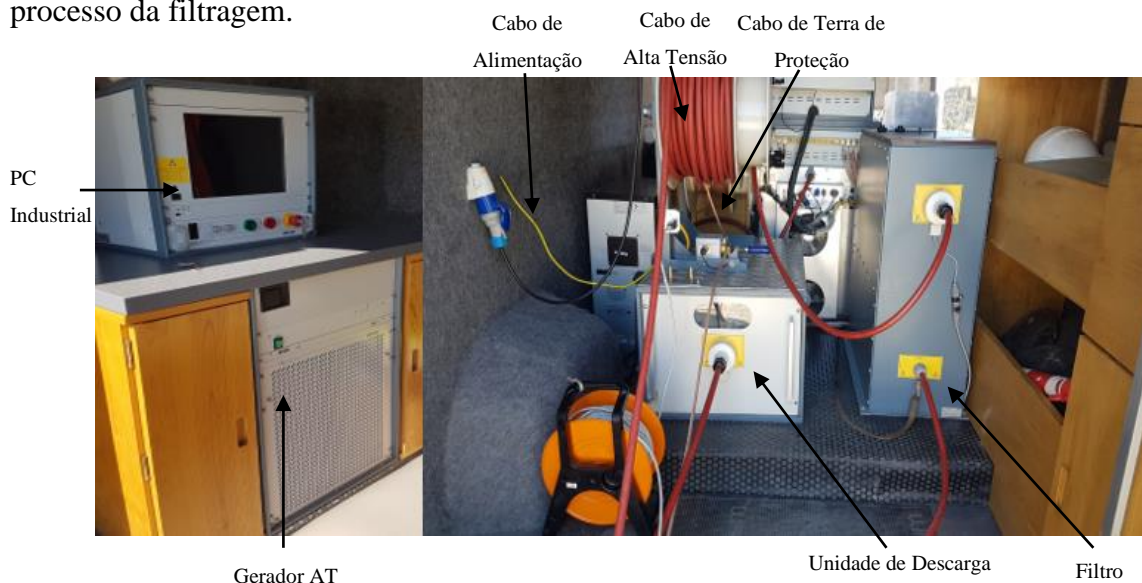 processo da filtragem.
Cabo de
Alimentação
Cabo de
Alta Tensão
Cabo de Terra de
Proteção
PC
Industrial
Gerador AT
Unidade de Descarga
Filtro